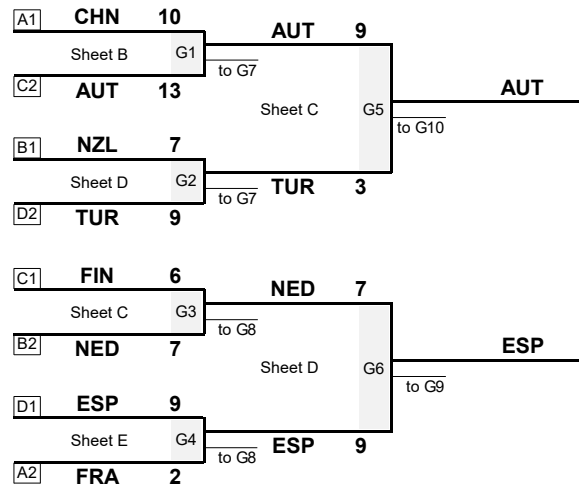 A1 CHN 10 AUT 9
Sheet B G1 to G7 AUT
C2 AUT 13 Sheet C G5 to G10
B1 NZL 7
Sheet D G2 to G7 TUR 3
D2 TUR 9
C1 FIN 6 NED 7
Sheet C G3 to G8
B2 NED 7 Sheet D G6 ESP
to G9
D1 ESP 9
Sheet E G4 to G8 ESP 9
A2 FRA 2